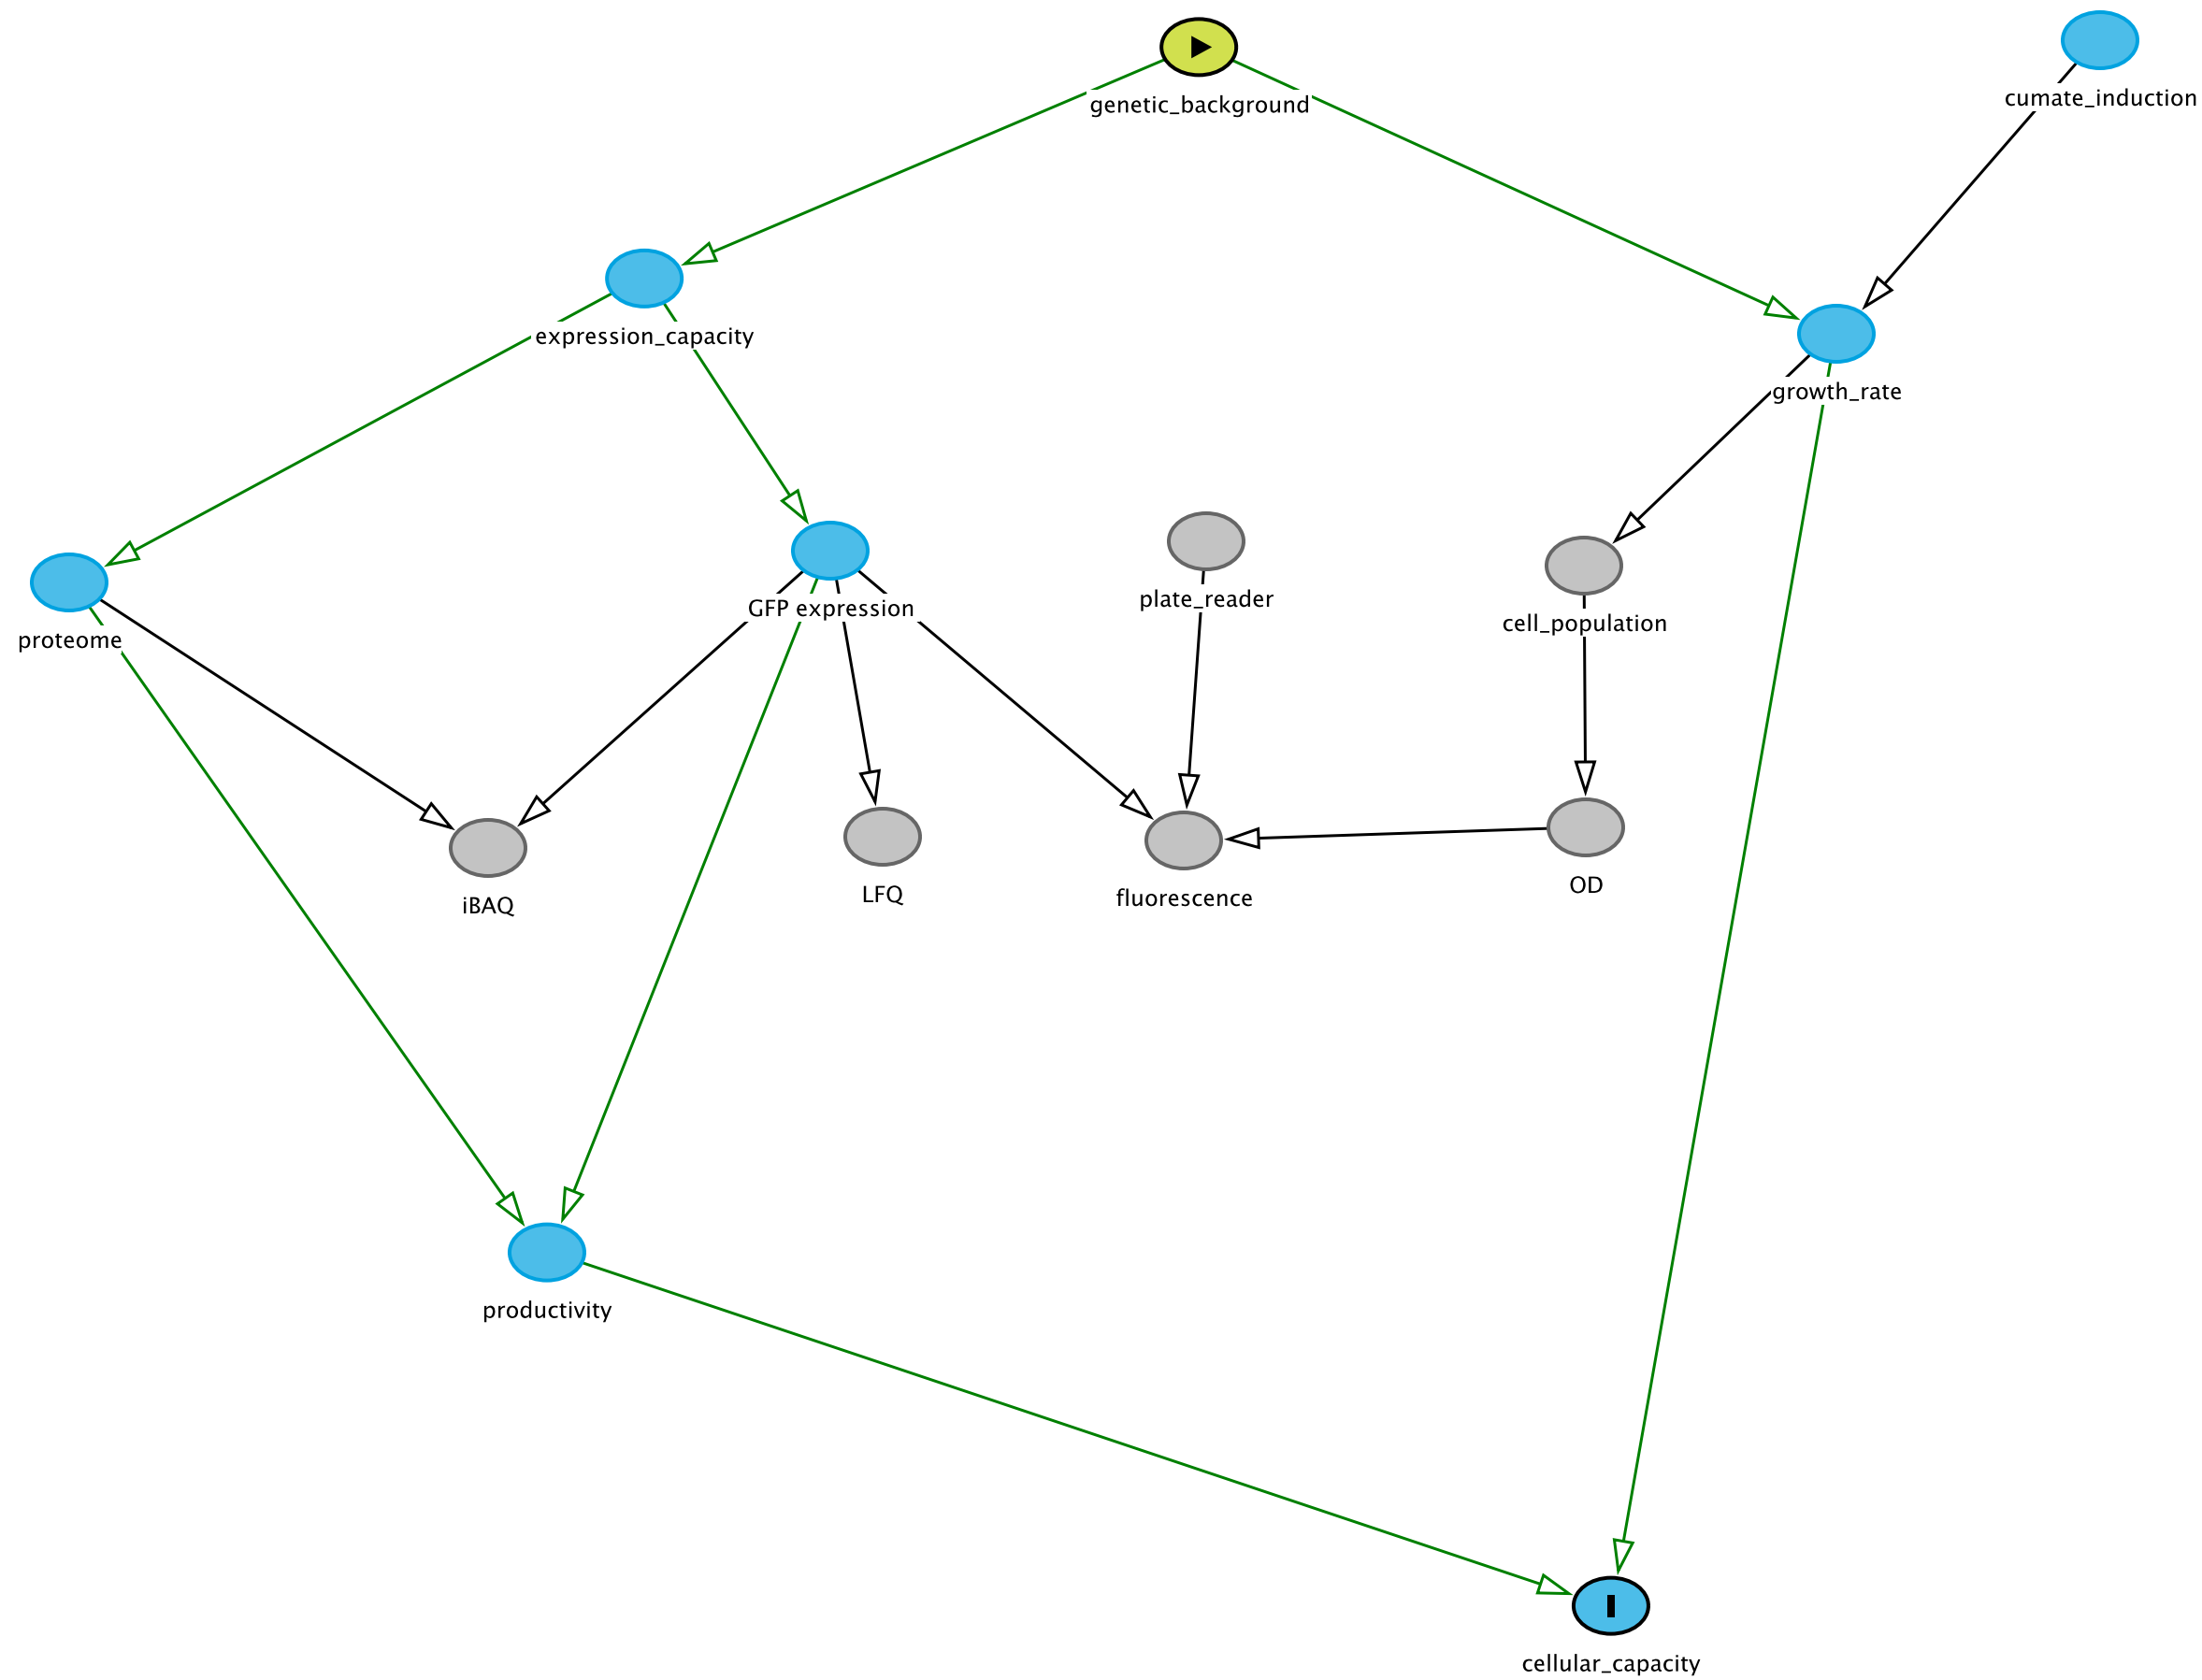 genetic_background
cumate_induction
expression_capacity
growth_rate
proteome
GFP expression
plate_reader
cell_population
iBAQ
LFQ
fluorescence
OD
productivity
cellular_capacity